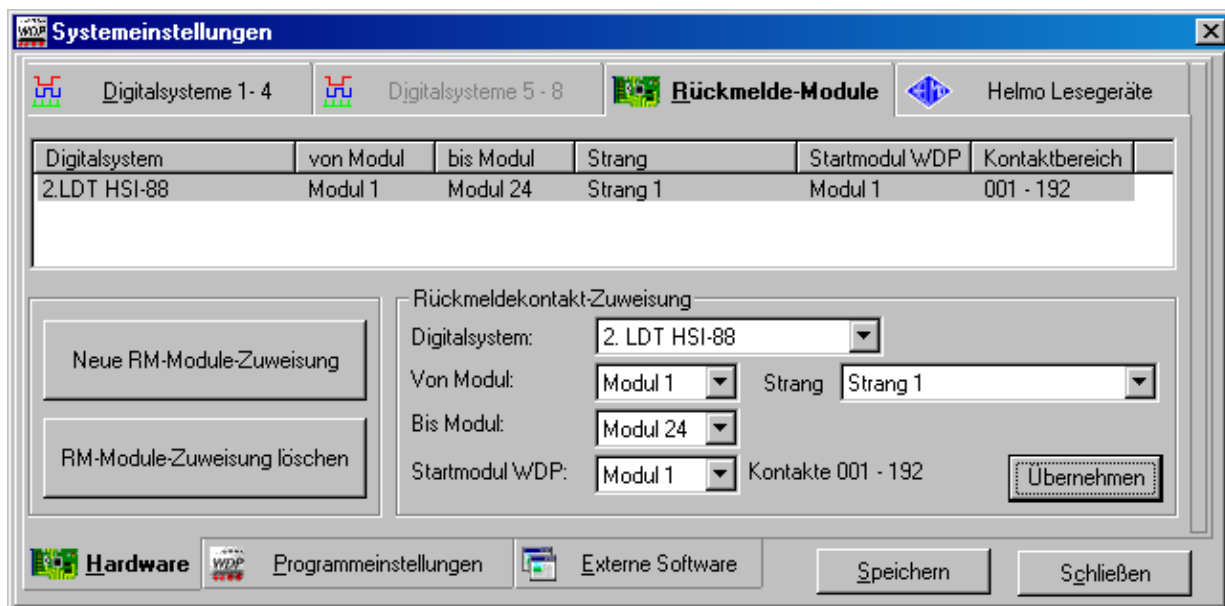 Systemeinstellungen
Digitalsysteme 1- 4
Digitalsysteme 5 - 8
Rückmelde-Module
Helmo Lesegeräte
Digitalsystem von Modul bis Modul Strang Startmodul WDP Kontaktbereich
2.LDT HSI-88 Modul 1 Modul 24 Strang 1 Modul 1 001 - 192
Neue RM-Module-Zuweisung
RM-Module-Zuweisung löschen
Rückmeldekontakt-Zuweisung
Digitalsystem: 2. LDT HSI-88
Von Modul: Modul 1 Strang Strang 1
Bis Modul: Modul 24
Startmodul WDP: Modul 1 Kontakte 001 - 192
Übernehmen
Hardware
WDP
Programmeinstellungen
Externe Software
Speichern
Schließen